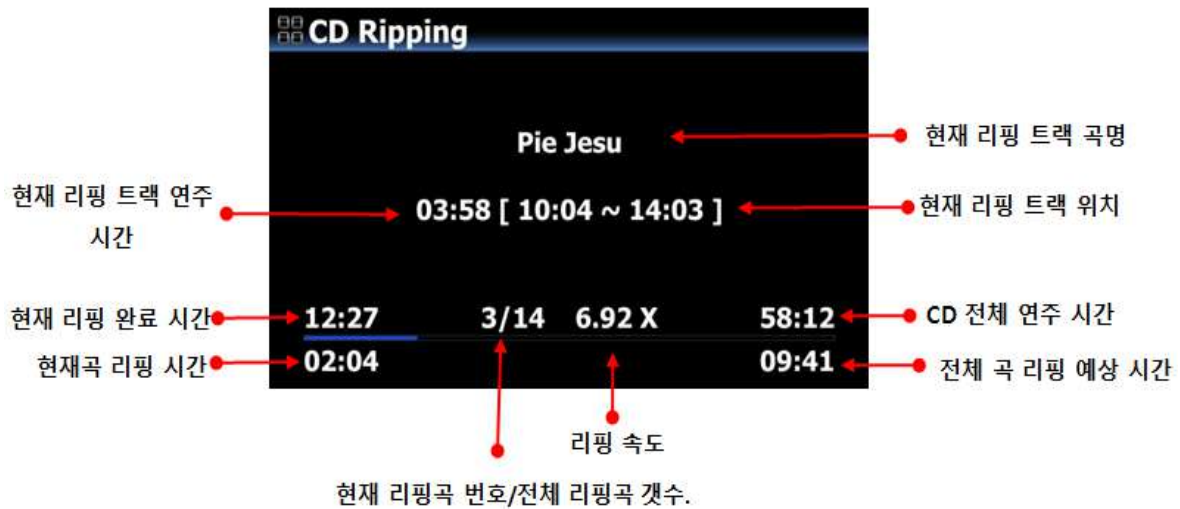 CD Ripping
Pie Jesu
현재 리핑 트랙 곡명
현재 리핑 트랙 연주
시간
03:58 [ 10:04 ~ 14:03 ]
현재 리핑 트랙 위치
현재 리핑 완료 시간
12:27 3/14 6.92 X 58:12
CD 전체 연주 시간
현재곡 리핑 시간
02:04 09:41
전체 곡 리핑 예상 시간
리핑 속도
현재 리핑곡 번호/전체 리핑곡 갯수.